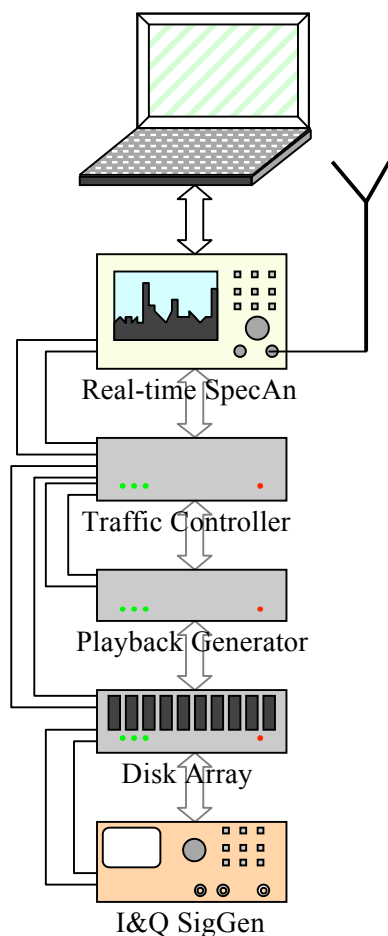 Real-time SpecAn
Traffic Controller
Playback Generator
Disk Array
I&Q SigGen